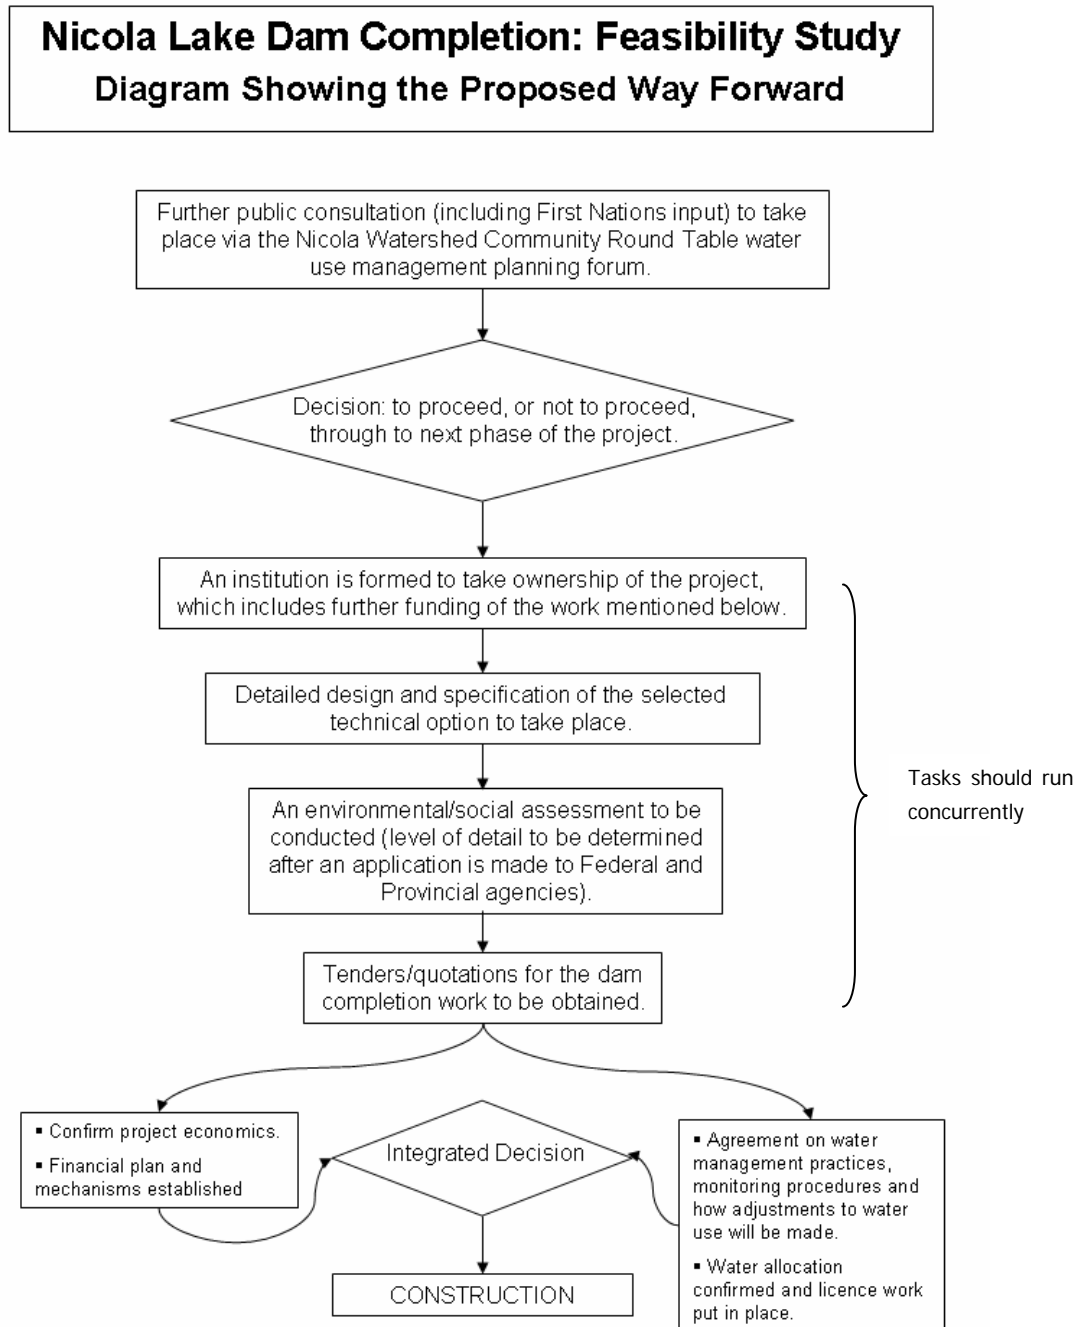 Nicola Lake Dam Completion: Feasibility Study
Diagram Showing the Proposed Way Forward
Further public consultation (including First Nations input) to take
place via the Nicola Watershed Community Round Table water
use management planning forum.
Decision: to proceed, or not to proceed,
through to next phase of the project.
An institution is formed to take ownership of the project,
which includes further funding of the work mentioned below.
Detailed design and specification of the selected
technical option to take place.
An environmental/social assessment to be
conducted (level of detail to be determined
after an application is made to Federal and
Provincial agencies).
Tenders/quotations for the dam
completion work to be obtained.
Tasks should run
concurrently
▪ Confirm project economics.
▪ Financial plan and
mechanisms established
Integrated Decision
▪ Agreement on water
management practices,
monitoring procedures and
how adjustments to water
use will be made.
▪ Water allocation
confirmed and licence work
put in place.
CONSTRUCTION